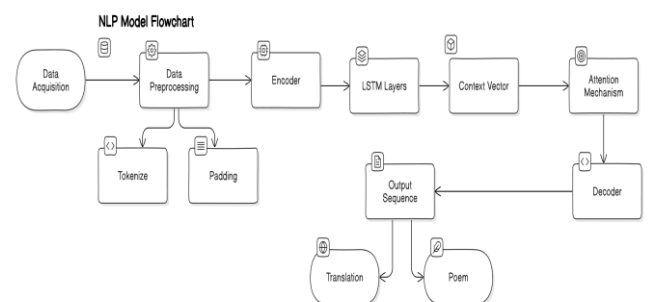 NLP Model Flowchart
Data
Acquisition
Data
Preprocessing
Encoder
LSTM Layers
Context Vector
Attention
Mechanism
Tokenize
Padding
Output
Sequence
Decoder
Translation
Poem